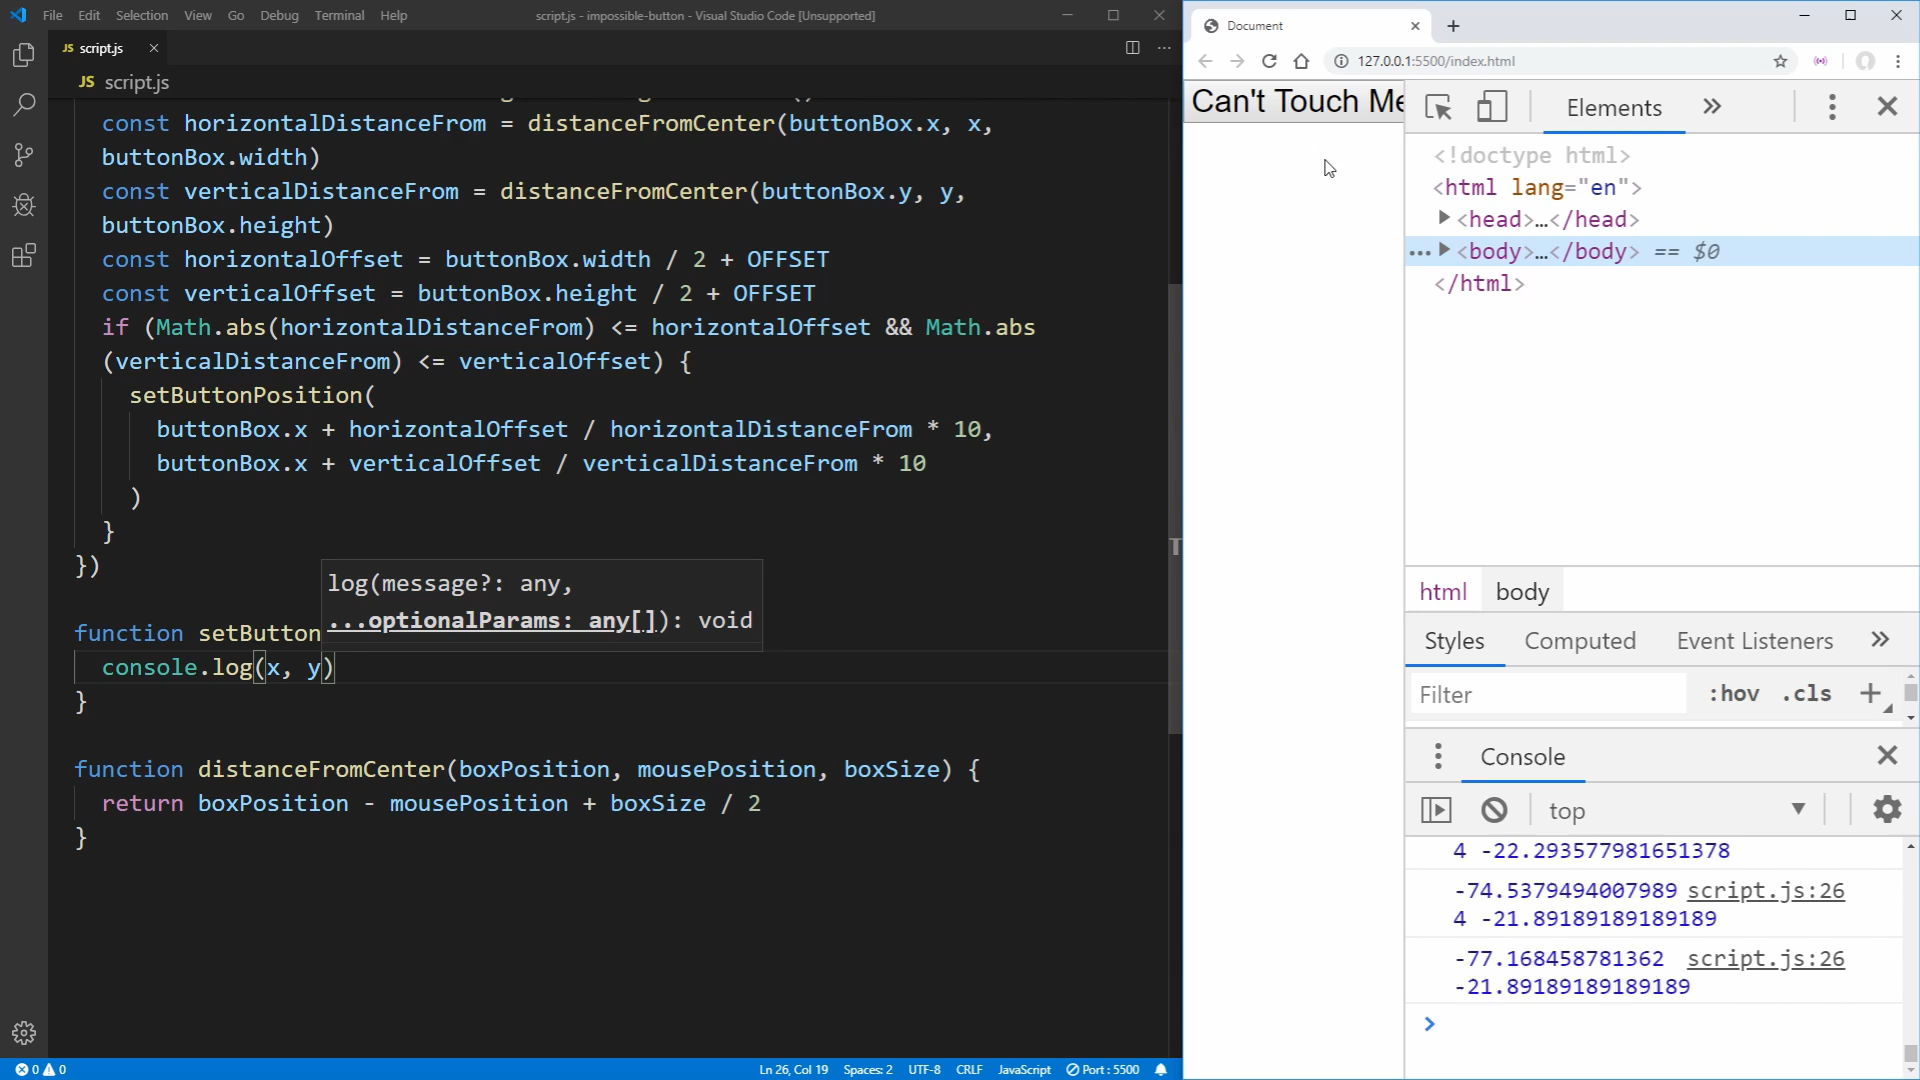 File Edit Selection View Go Debug Terminal Help
script.js - impossible-button - Visual Studio Code [Unsupported]
JS script.js
JS script.js
const horizontalDistanceFrom = distanceFromCenter(buttonBox.x, x,
buttonBox.width)
const verticalDistanceFrom = distanceFromCenter(buttonBox.y, y,
buttonBox.height)
const horizontalOffset = buttonBox.width / 2 + OFFSET
const verticalOffset = buttonBox.height / 2 + OFFSET
if (Math.abs(horizontalDistanceFrom) <= horizontalOffset && Math.abs
(verticalDistanceFrom) <= verticalOffset) {
setButtonPosition(
buttonBox.x + horizontalOffset / horizontalDistanceFrom * 10,
buttonBox.x + verticalOffset / verticalDistanceFrom * 10
)
}
})
log(message?: any,
...optionalParams: any[]): void
function setButton
console.log(x, y)
}
function distanceFromCenter(boxPosition, mousePosition, boxSize) {
return boxPosition - mousePosition + boxSize / 2
}
0 0
Ln 26, Col 19 Spaces: 2 UTF-8 CRLF JavaScript Port : 5500
Document
127.0.0.1:5500/index.html
Can't Touch Me
Elements
<!doctype html>
<html lang="en">
<head>…</head>
<body>…</body> == $0
</html>
html body
Styles Computed Event Listeners
Filter :hov .cls
Console
top
4 -22.293577981651378
-74.5379494007989 script.js:26
4 -21.89189189189189
-77.168458781362 script.js:26
-21.89189189189189